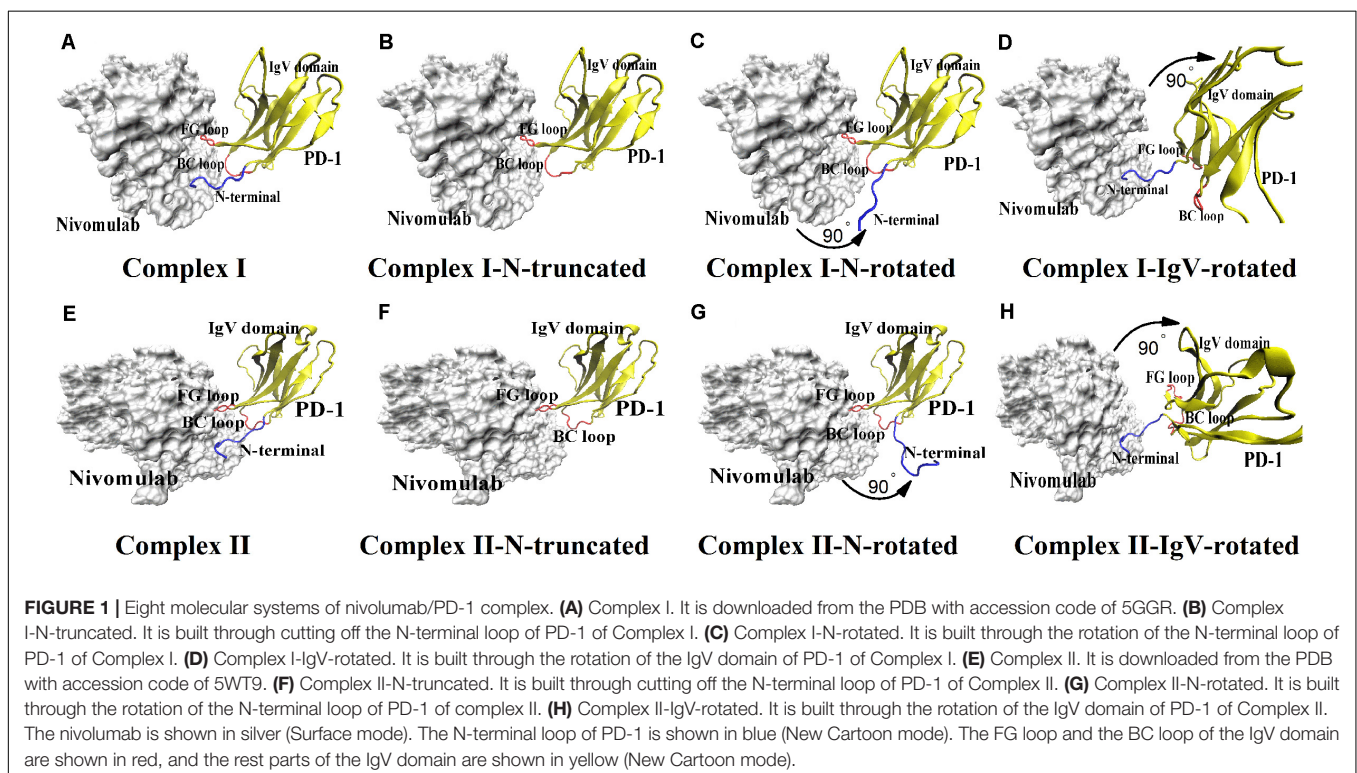 A
IgV domain
FG loop
BC loop
PD-1
N-terminal
Nivomulab
Complex I
B
IgV domain
FG loop
BC loop
PD-1
Nivomulab
Complex I-N-truncated
C
IgV domain
FG loop
BC loop
PD-1
N-terminal
Nivomulab
90°
Complex I-N-rotated
D
90°
IgV domain
FG loop
N-terminal
PD-1
BC loop
Nivomulab
Complex I-IgV-rotated
E
IgV domain
FG loop
PD-1
BC loop
N-terminal
Nivomulab
Complex II
F
IgV domain
FG loop
PD-1
BC loop
Nivomulab
Complex II-N-truncated
G
IgV domain
FG loop
PD-1
BC loop
N-terminal
Nivomulab
90°
Complex II-N-rotated
H
90°
IgV domain
FG loop
BC loop
N-terminal
PD-1
Nivomulab
Complex II-IgV-rotated
FIGURE 1 | Eight molecular systems of nivolumab/PD-1 complex. (A) Complex I. It is downloaded from the PDB with accession code of 5GGR. (B) Complex
I-N-truncated. It is built through cutting off the N-terminal loop of PD-1 of Complex I. (C) Complex I-N-rotated. It is built through the rotation of the N-terminal loop of
PD-1 of Complex I. (D) Complex I-IgV-rotated. It is built through the rotation of the IgV domain of PD-1 of Complex I. (E) Complex II. It is downloaded from the PDB
with accession code of 5WT9. (F) Complex II-N-truncated. It is built through cutting off the N-terminal loop of PD-1 of Complex II. (G) Complex II-N-rotated. It is built
through the rotation of the N-terminal loop of PD-1 of complex II. (H) Complex II-IgV-rotated. It is built through the rotation of the IgV domain of PD-1 of Complex II.
The nivolumab is shown in silver (Surface mode). The N-terminal loop of PD-1 is shown in blue (New Cartoon mode). The FG loop and the BC loop of the IgV domain
are shown in red, and the rest parts of the IgV domain are shown in yellow (New Cartoon mode).